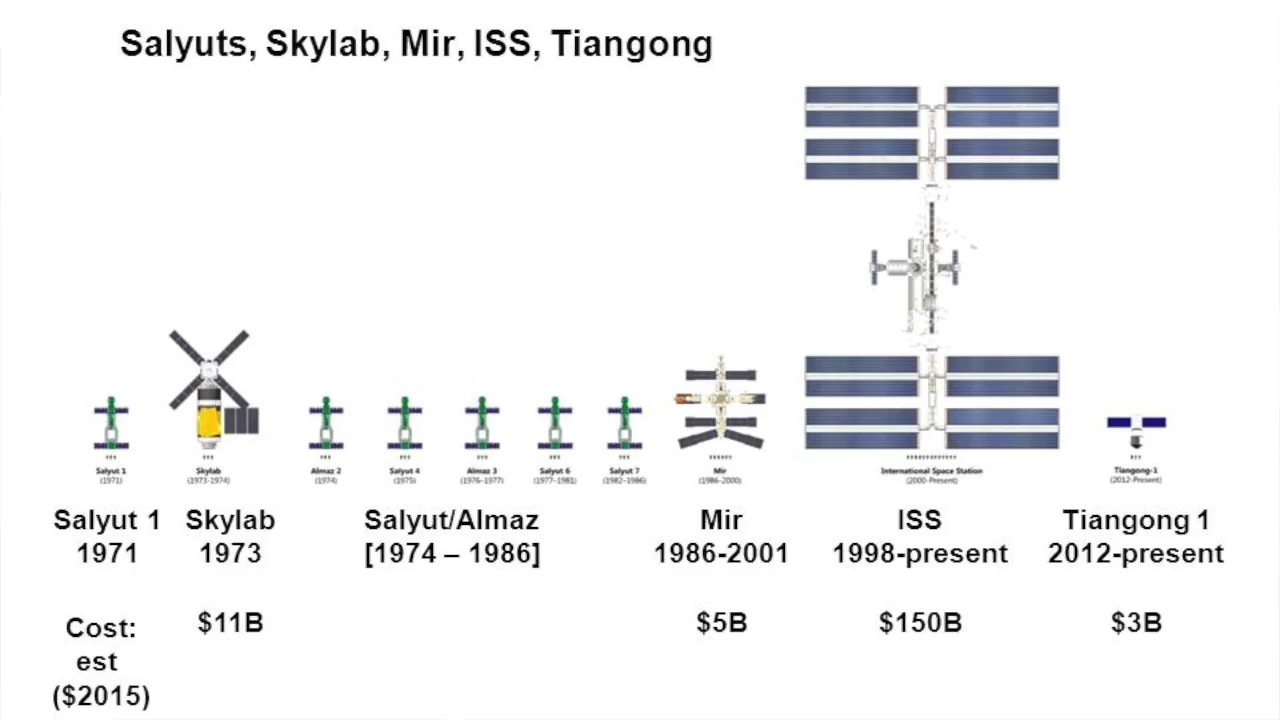 Salyuts, Skylab, Mir, ISS, Tiangong
Salyut 1
(1971)
Skylab
(1973-1974)
Almaz 2
(1974)
Salyut 4
(1975)
Almaz 3
(1976-1977)
Salyut 6
(1977-1981)
Salyut 7
(1982-1986)
Mir
(1986-2000)
International Space Station
(2000-Present)
Tiangong-1
(2012-Present)
Salyut 1
1971
Skylab
1973
Salyut/Almaz
[1974 – 1986]
Mir
1986-2001
ISS
1998-present
Tiangong 1
2012-present
Cost:
est
($2015)
$11B
$5B
$150B
$3B